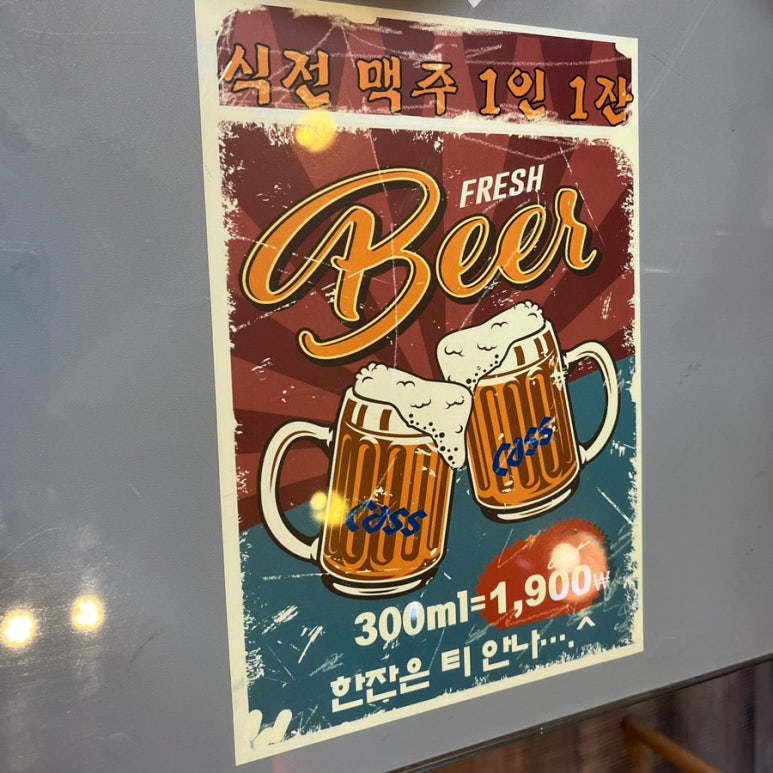 식전 맥주 1인 1잔
FRESH
Beer
Cass
Cass
300ml=1,900₩
한잔은 티 안나....^